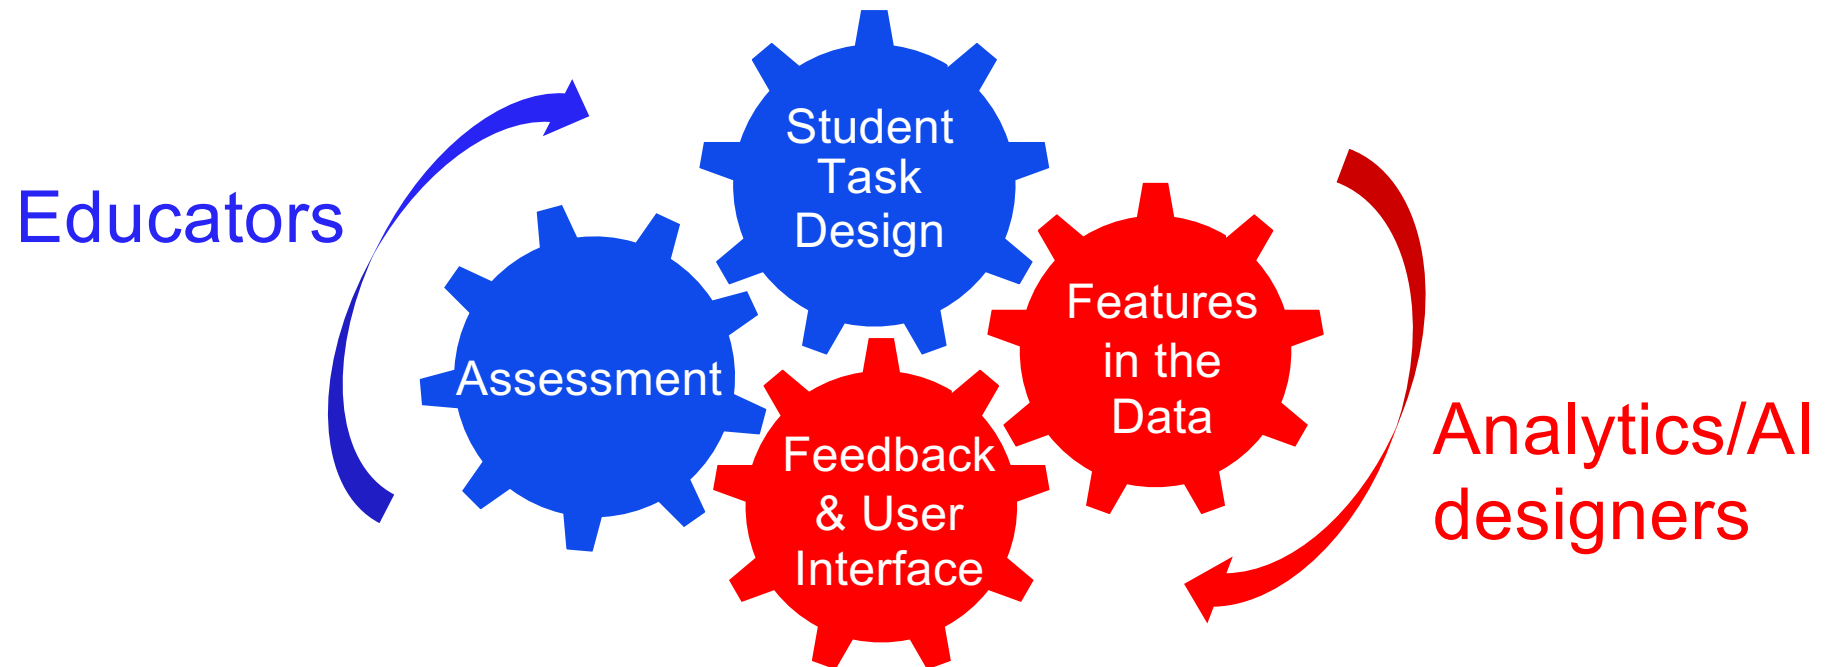 Educators
Student
Task
Design
Assessment
Features
in the
Data
Feedback
& User
Interface
Analytics/AI
designers